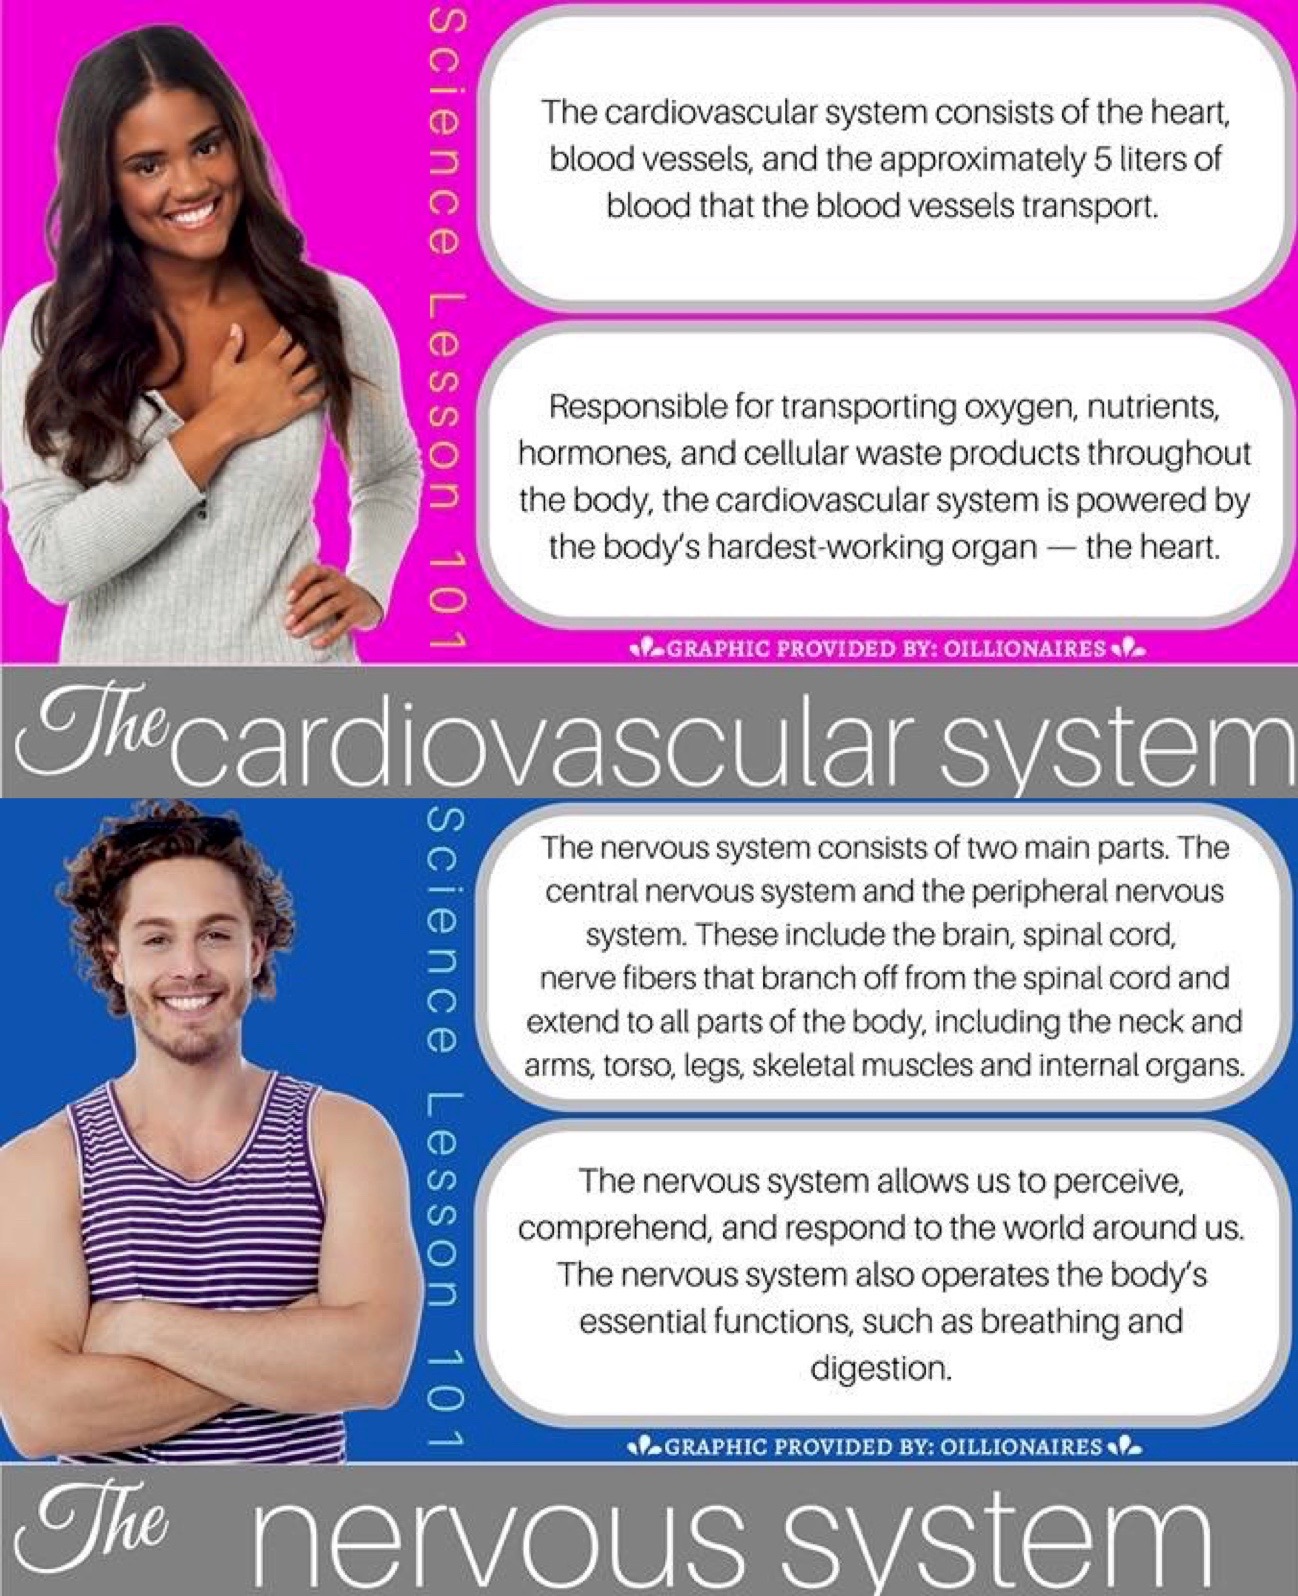 Science Lesson 101
The cardiovascular system consists of the heart,
blood vessels, and the approximately 5 liters of
blood that the blood vessels transport.
Responsible for transporting oxygen, nutrients,
hormones, and cellular waste products throughout
the body, the cardiovascular system is powered by
the body's hardest-working organ — the heart.
GRAPHIC PROVIDED BY: OILLIONAIRES
The cardiovascular system
Science Lesson 101
The nervous system consists of two main parts. The
central nervous system and the peripheral nervous
system. These include the brain, spinal cord,
nerve fibers that branch off from the spinal cord and
extend to all parts of the body, including the neck and
arms, torso, legs, skeletal muscles and internal organs.
The nervous system allows us to perceive,
comprehend, and respond to the world around us.
The nervous system also operates the body's
essential functions, such as breathing and
digestion.
GRAPHIC PROVIDED BY: OILLIONAIRES
The nervous system